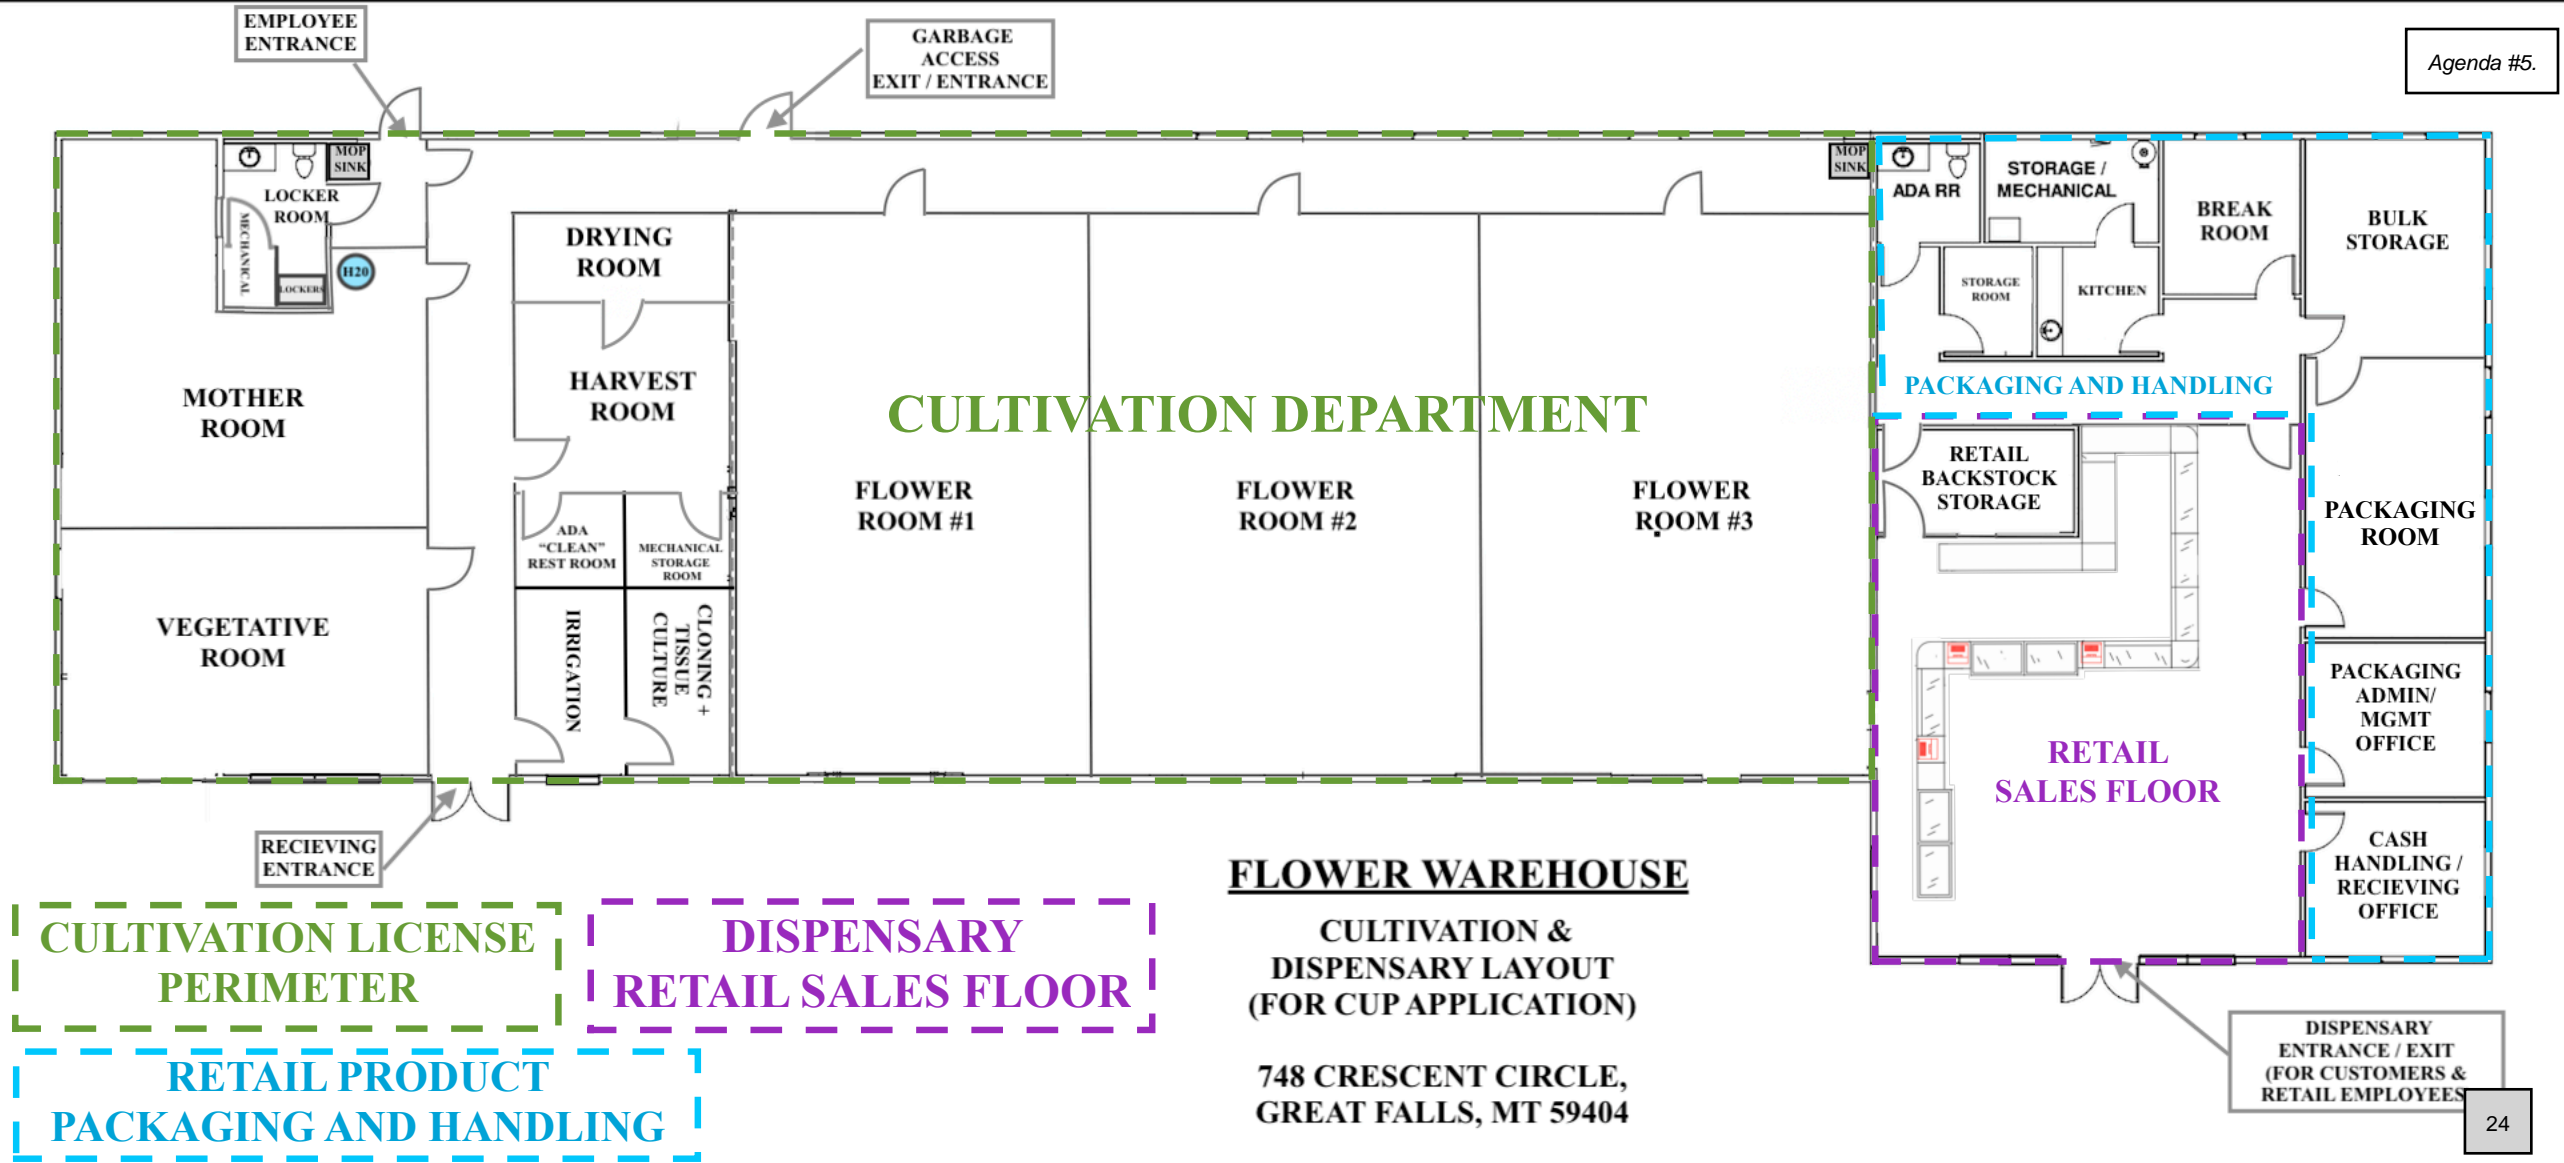 EMPLOYEE
ENTRANCE
GARBAGE
ACCESS
EXIT / ENTRANCE
Agenda #5.
MOP
SINK
LOCKER
ROOM
MECHANICAL
LOCKERS
H20
MOTHER
ROOM
VEGETATIVE
ROOM
DRYING
ROOM
HARVEST
ROOM
ADA
“CLEAN”
REST ROOM
MECHANICAL
STORAGE
ROOM
IRRIGATION
CLONING +
TISSUE
CULTURE
CULTIVATION DEPARTMENT
FLOWER
ROOM #1
FLOWER
ROOM #2
FLOWER
ROOM #3
MOP
SINK
ADA RR
STORAGE /
MECHANICAL
BREAK
ROOM
BULK
STORAGE
STORAGE
ROOM
KITCHEN
PACKAGING AND HANDLING
RETAIL
BACKSTOCK
STORAGE
PACKAGING
ROOM
PACKAGING
ADMIN/
MGMT
OFFICE
RETAIL
SALES FLOOR
CASH
HANDLING /
RECIEVING
OFFICE
RECIEVING
ENTRANCE
CULTIVATION LICENSE
PERIMETER
DISPENSARY
RETAIL SALES FLOOR
RETAIL PRODUCT
PACKAGING AND HANDLING
FLOWER WAREHOUSE
CULTIVATION &
DISPENSARY LAYOUT
(FOR CUP APPLICATION)
748 CRESCENT CIRCLE,
GREAT FALLS, MT 59404
DISPENSARY
ENTRANCE / EXIT
(FOR CUSTOMERS &
RETAIL EMPLOYEES
24